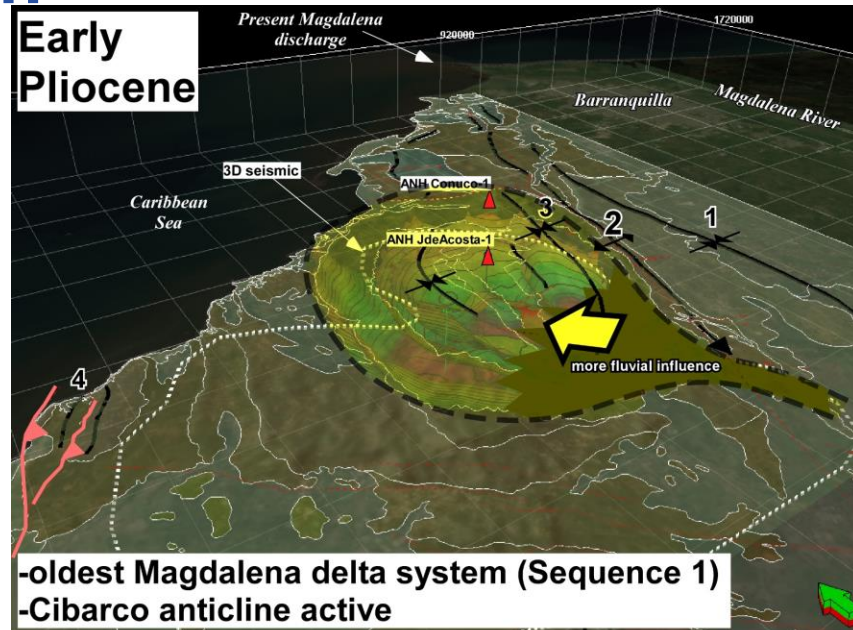 Early
Pliocene
Present Magdalena
discharge
920000
1720000
Barranquilla
Magdalena River
3D seismic
ANH Conuco-1
Caribbean
Sea
3
2
1
ANH JdeAcosta-1
more fluvial influence
4
-oldest Magdalena delta system (Sequence 1)
-Cibarco anticline active